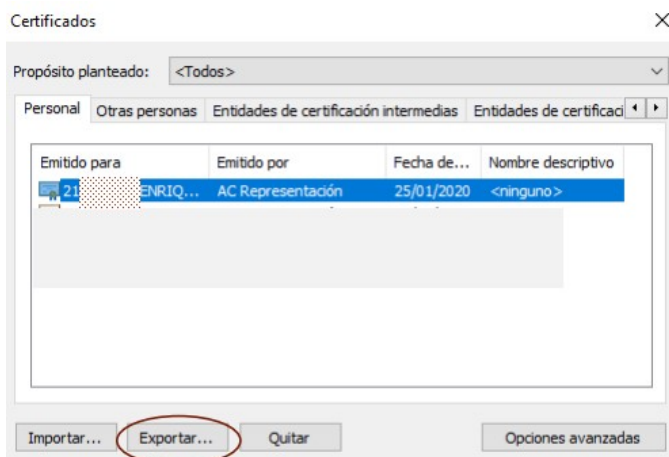 Certificados
Propósito planteado: <Todos>
Personal Otras personas Entidades de certificación intermedias Entidades de certificaci
Emitido para Emitido por Fecha de... Nombre descriptivo
21 ENRIQ... AC Representación 25/01/2020 <ninguno>
Importar... Exportar... Quitar Opciones avanzadas